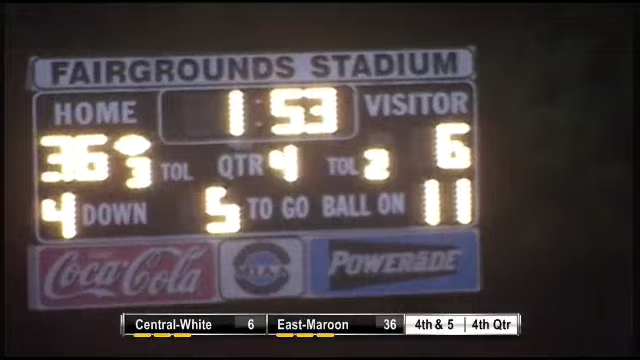 FAIRGROUNDS STADIUM
HOME 1:53 VISITOR
36 3 TOL QTR 4 TOL 2 6
4 DOWN 5 TO GO BALL ON 11
Coca-Cola POWERADE
Central-White 6 East-Maroon 36 4th & 5 4th Qtr